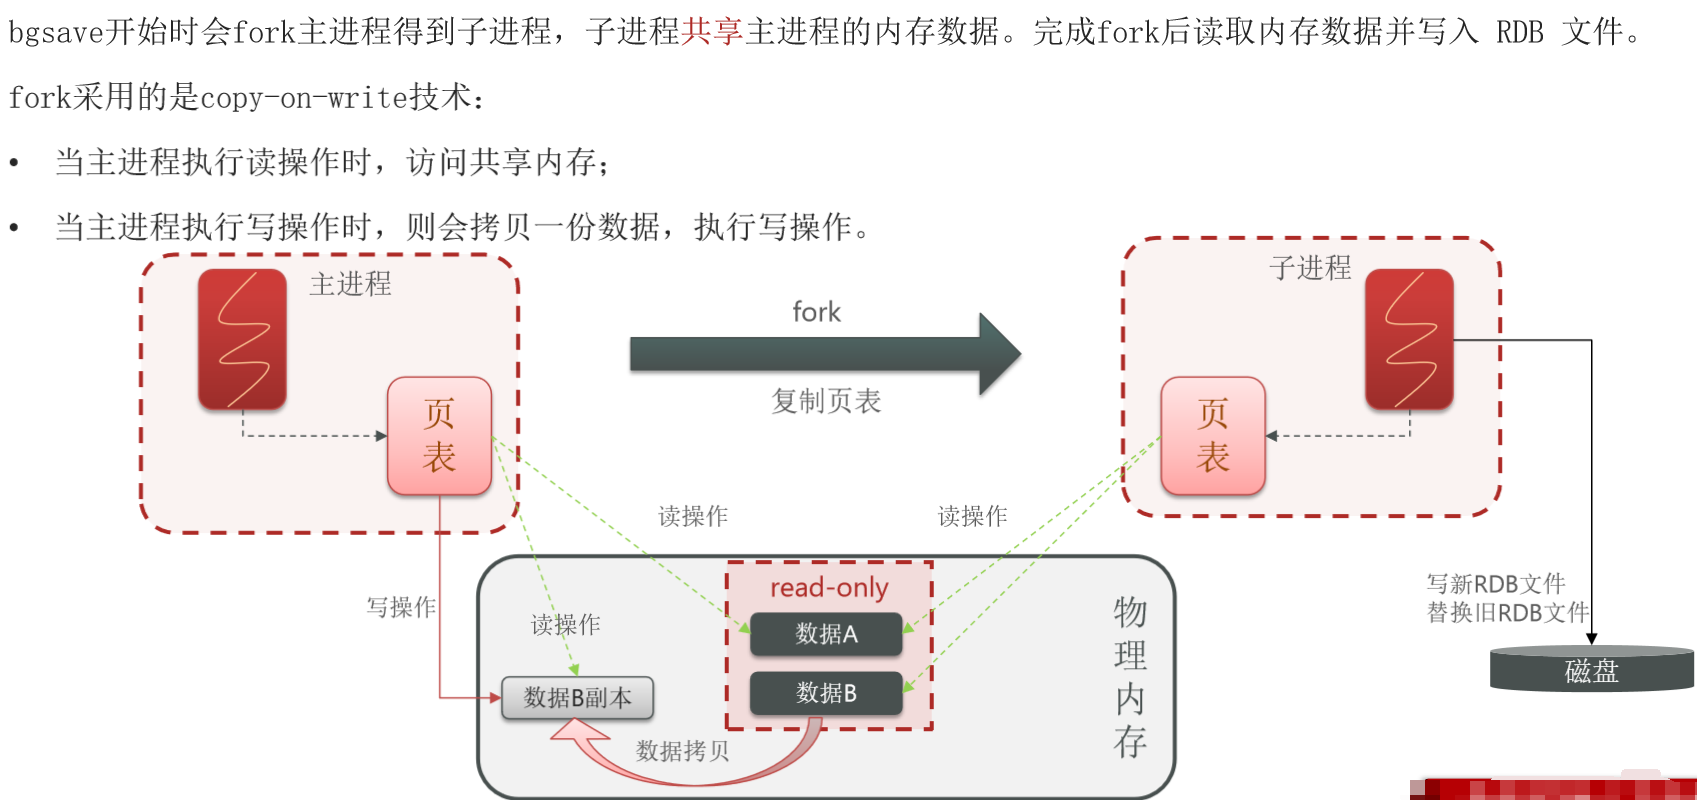 bgsave开始时会fork主进程得到子进程，子进程共享主进程的内存数据。完成fork后读取内存数据并写入 RDB 文件。
fork采用的是copy-on-write技术：
• 当主进程执行读操作时，访问共享内存；
• 当主进程执行写操作时，则会拷贝一份数据，执行写操作。
主进程
子进程
fork
复制页表
页表
页表
读操作
读操作
写操作
读操作
read-only
数据A
数据B
数据B副本
数据拷贝
物理内存
写新RDB文件
替换旧RDB文件
磁盘